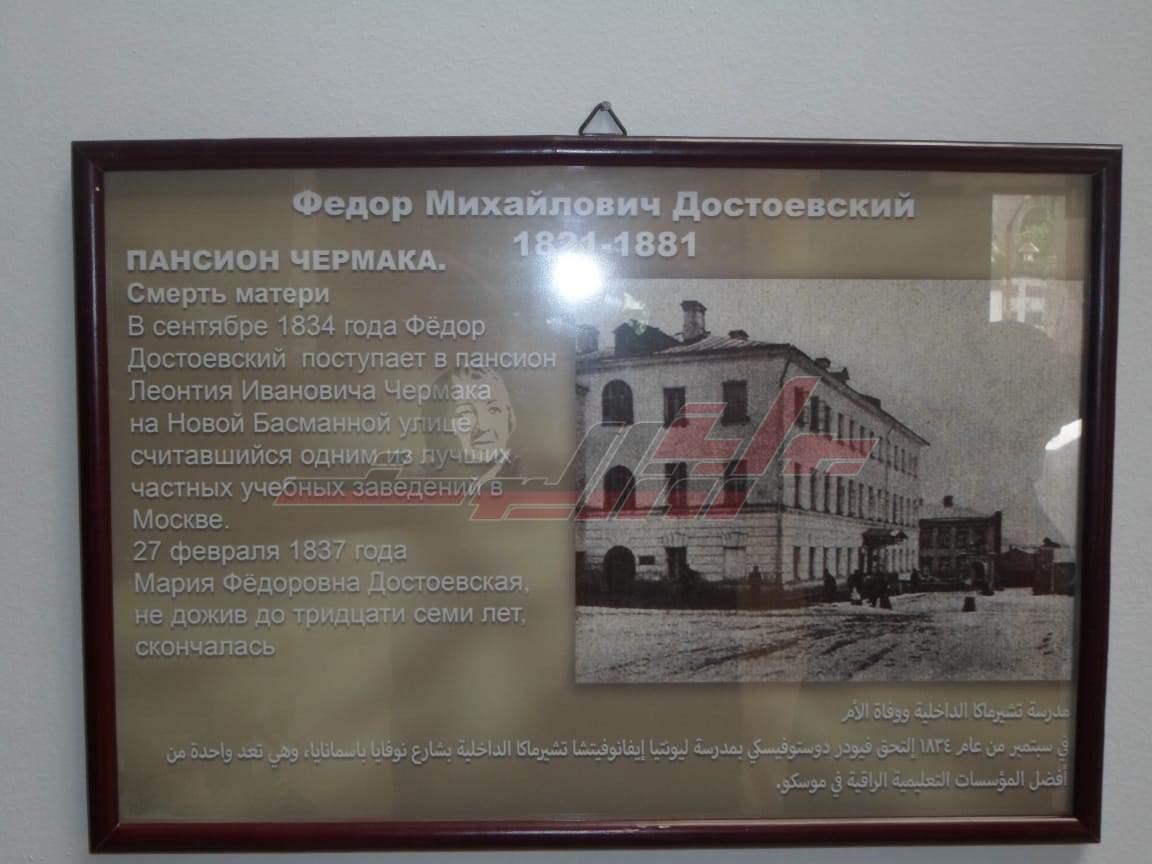 Федор Михайлович Достоевский
1821-1881
ПАНСИОН ЧЕРМАКА.
Смерть матери
В сентябре 1834 года Фёдор
Достоевский поступает в пансион
Леонтия Ивановича Чермака
на Новой Басманной улице
считавшийся одним из лучших
частных учебных заведений в
Москве.
27 февраля 1837 года
Мария Фёдоровна Достоевская,
не дожив до тридцати семи лет,
скончалась
مدرسة تشيرماكا الداخلية ووفاة الأم
في سبتمبر من عام ١٨٣٤ إلتحق فيودر دوستوفيسكي بمدرسة ليونتيا إيفانوفيتشا تشيرماكا الداخلية بشارع نوفايا باسمانايا، وهي تعد واحدة من
أفضل المؤسسات التعليمية الراقية في موسكو.